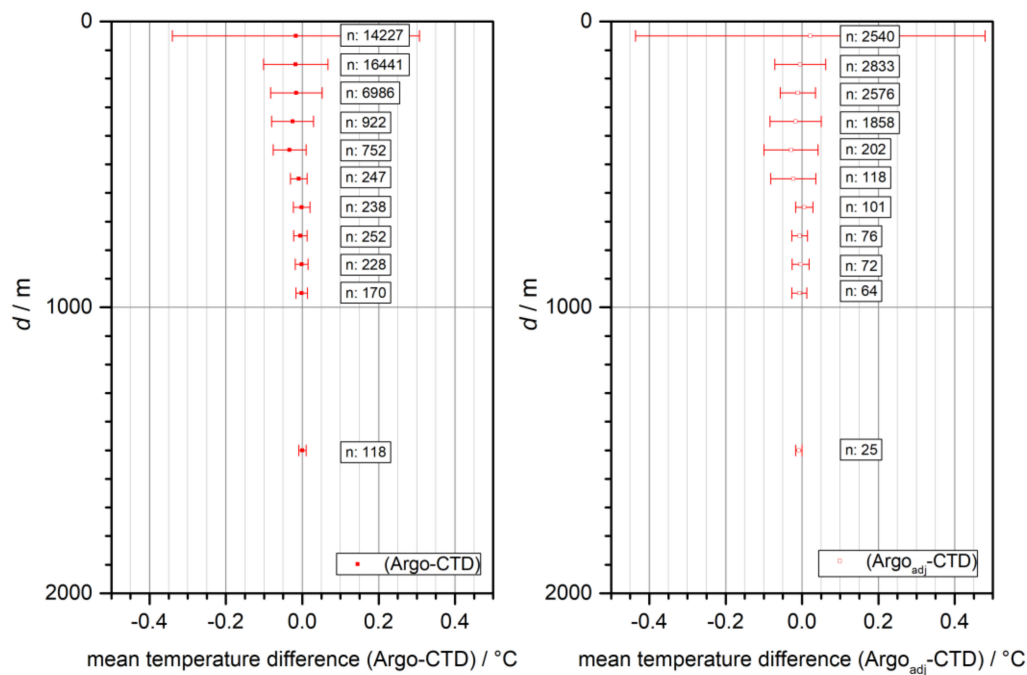 0
n: 14227
n: 16441
n: 6986
n: 922
n: 752
n: 247
n: 238
n: 252
n: 228
n: 170
1000
d / m
n: 118
(Argo-CTD)
2000
-0.4 -0.2 0.0 0.2 0.4
mean temperature difference (Argo-CTD) / °C
0
n: 2540
n: 2833
n: 2576
n: 1858
n: 202
n: 118
n: 101
n: 76
n: 72
n: 64
1000
d / m
n: 25
(Argoadj-CTD)
2000
-0.4 -0.2 0.0 0.2 0.4
mean temperature difference (Argoadj-CTD) / °C